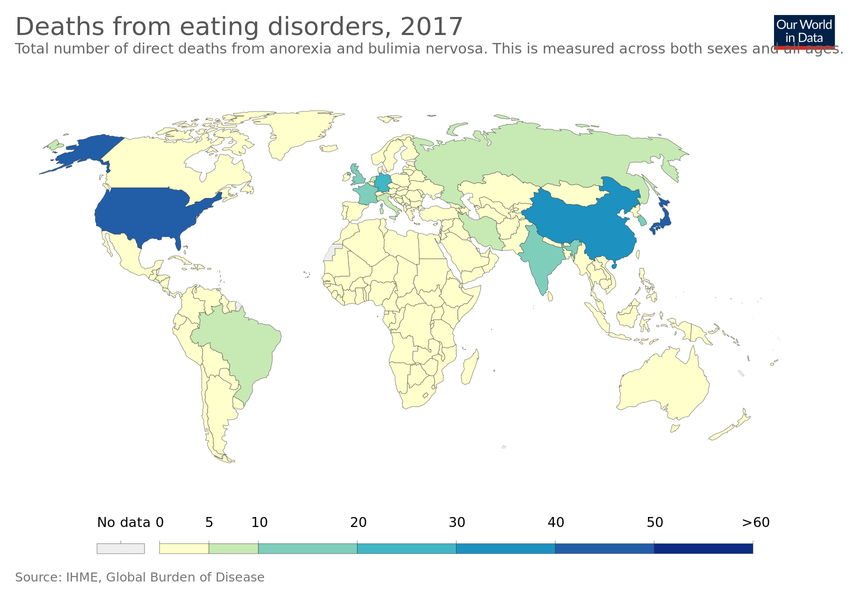 Deaths from eating disorders, 2017
Our World
in Data
Total number of direct deaths from anorexia and bulimia nervosa. This is measured across both sexes and all ages.
No data 0 5 10 20 30 40 50 >60
Source: IHME, Global Burden of Disease